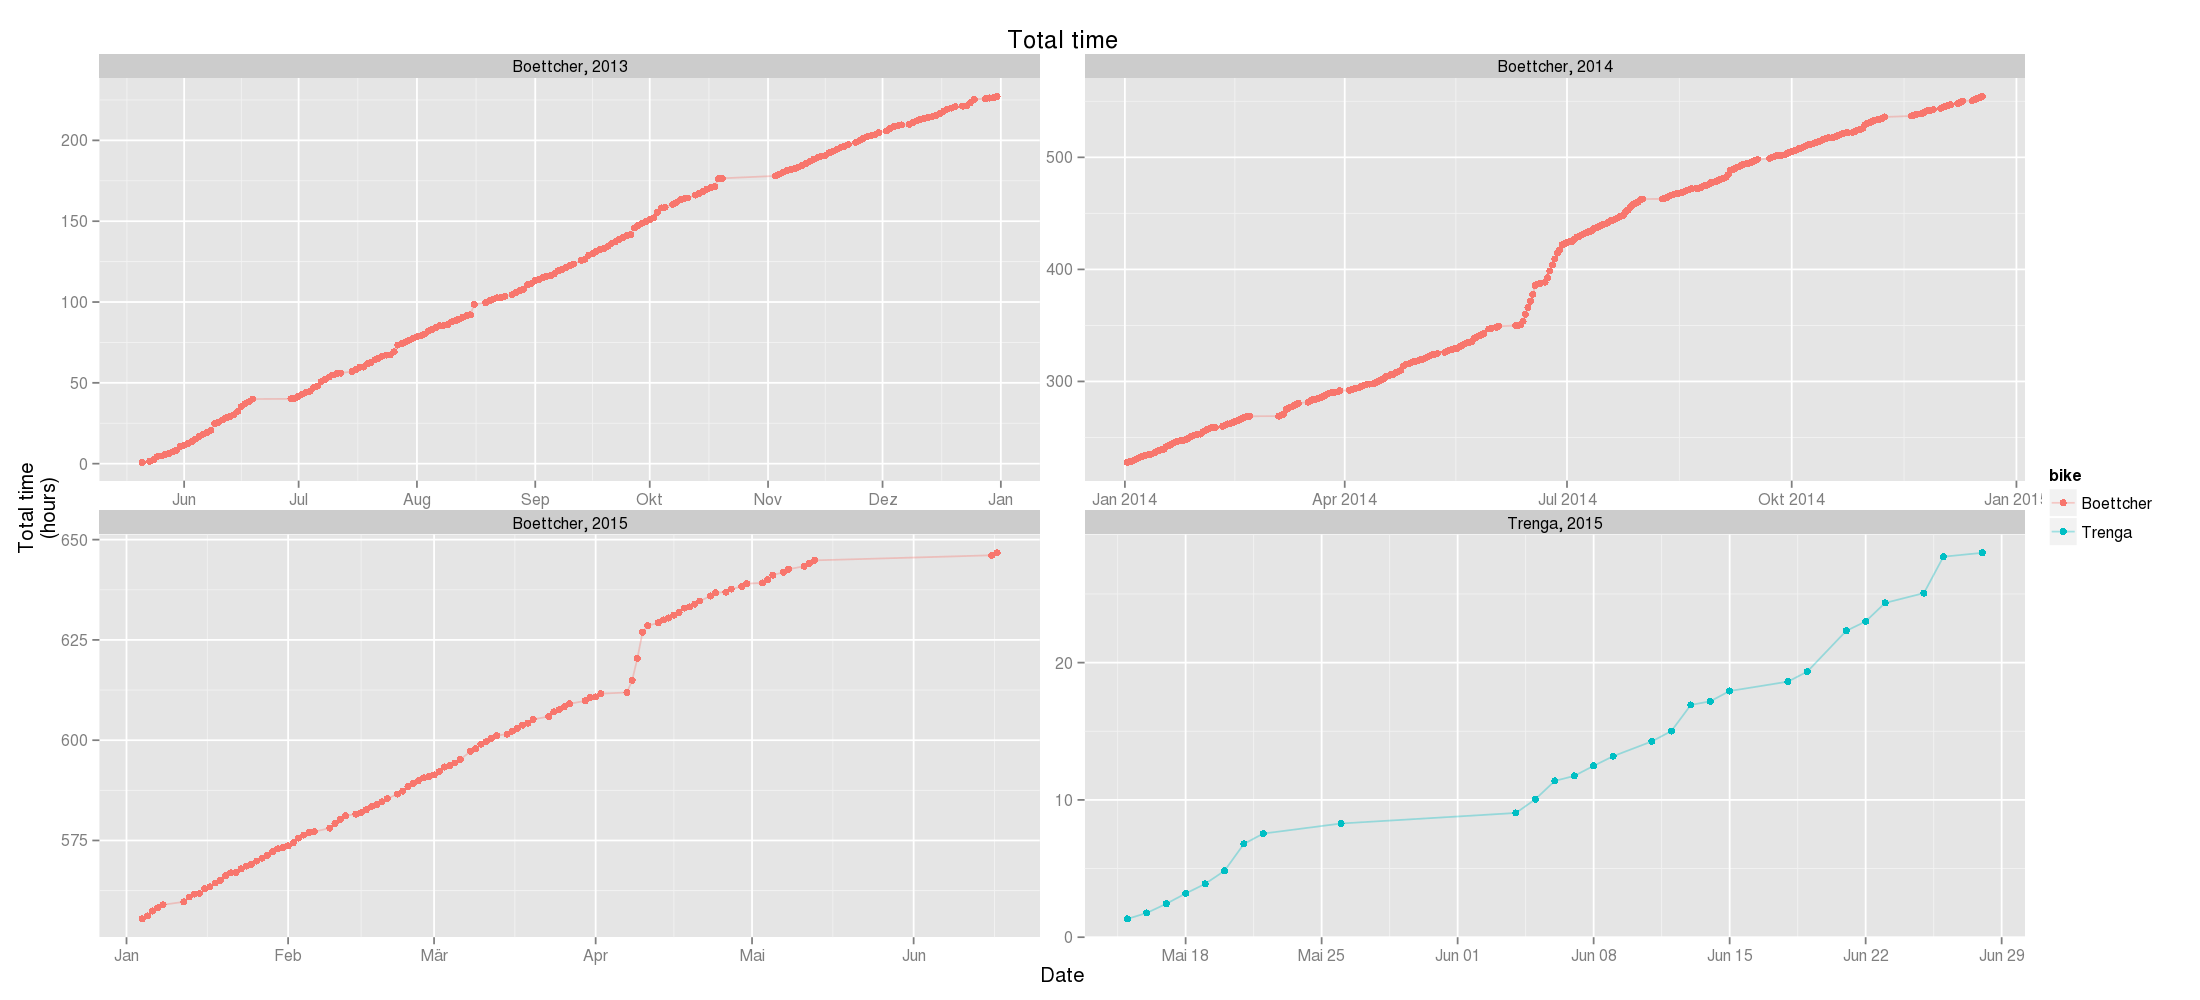 Total time
Boettcher, 2013
Boettcher, 2014
200
150
100
50
0
500
400
300
Jun Jul Aug Sep Okt Nov Dez Jan
Jan 2014 Apr 2014 Jul 2014 Okt 2014 Jan 201
Boettcher, 2015
Trenga, 2015
650
625
600
575
20
10
0
Jan Feb Mär Apr Mai Jun
Mai 18 Mai 25 Jun 01 Jun 08 Jun 15 Jun 22 Jun 29
Total time
(hours)
Date
bike
Boettcher
Trenga